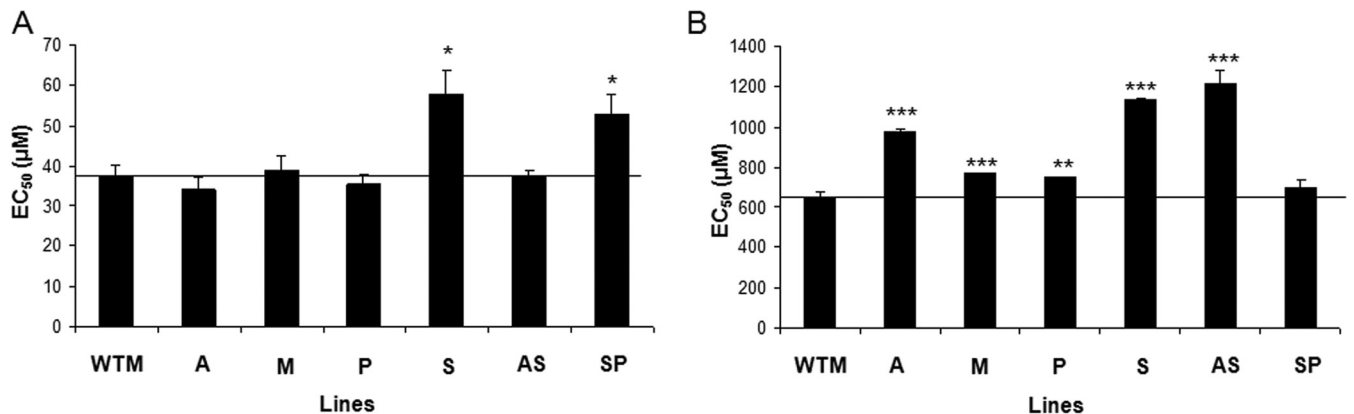 A
EC₅₀ (µM)
70
60
50
40
30
20
10
0
*
*
WTM A M P S AS SP
Lines
B
EC₅₀ (µM)
1400
1200
1000
800
600
400
200
0
***
***
**
***
***
WTM A M P S AS SP
Lines